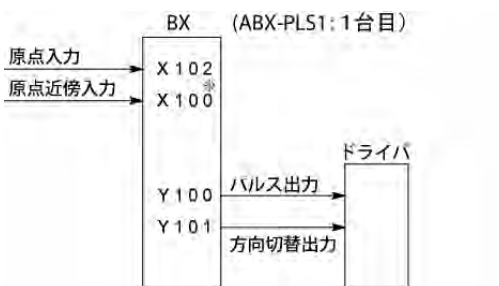 BX (ABX-PLS1:1台目)
原点入力
X102
原点近傍入力
※
X100
ドライバ
Y100
パルス出力
Y101
方向切替出力